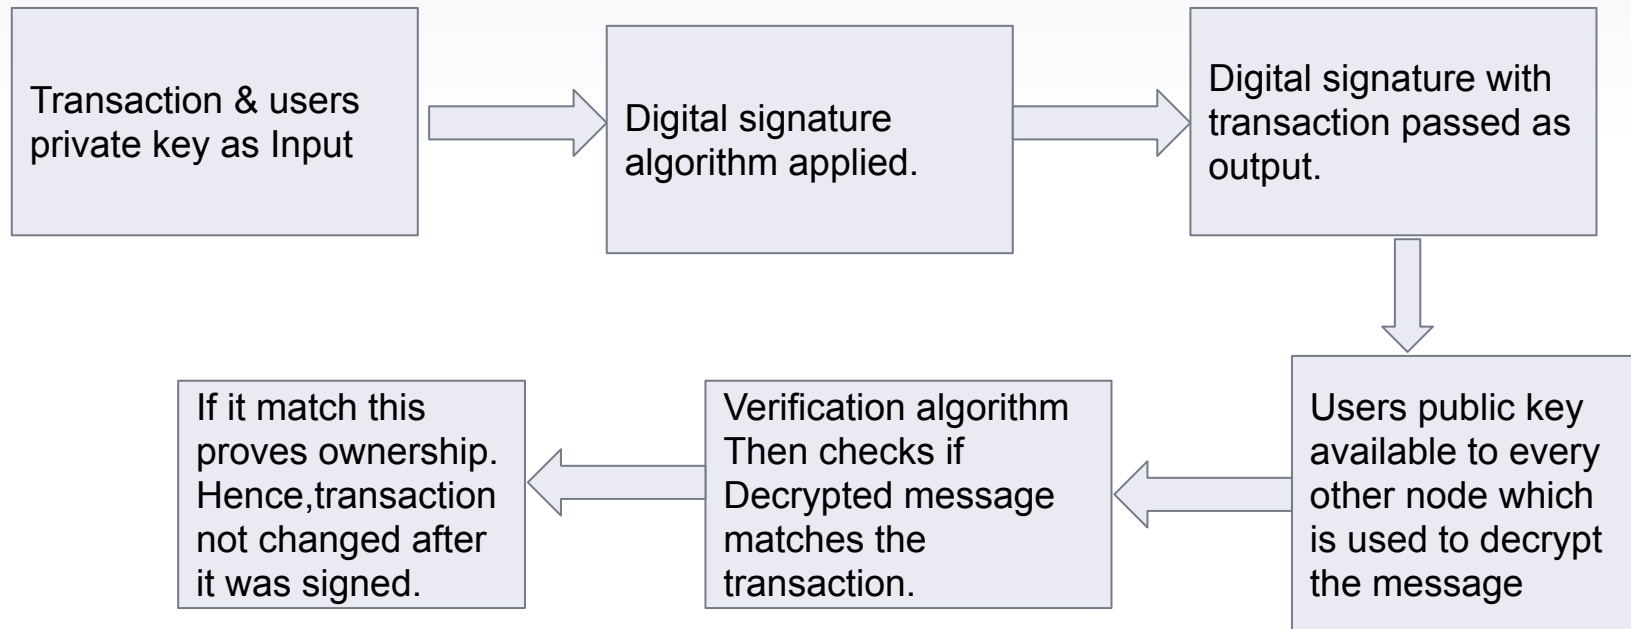 Transaction & users
private key as Input
Digital signature
algorithm applied.
Digital signature with
transaction passed as
output.
Users public key
available to every
other node which
is used to decrypt
the message
Verification algorithm
Then checks if
Decrypted message
matches the
transaction.
If it match this
proves ownership.
Hence,transaction
not changed after
it was signed.